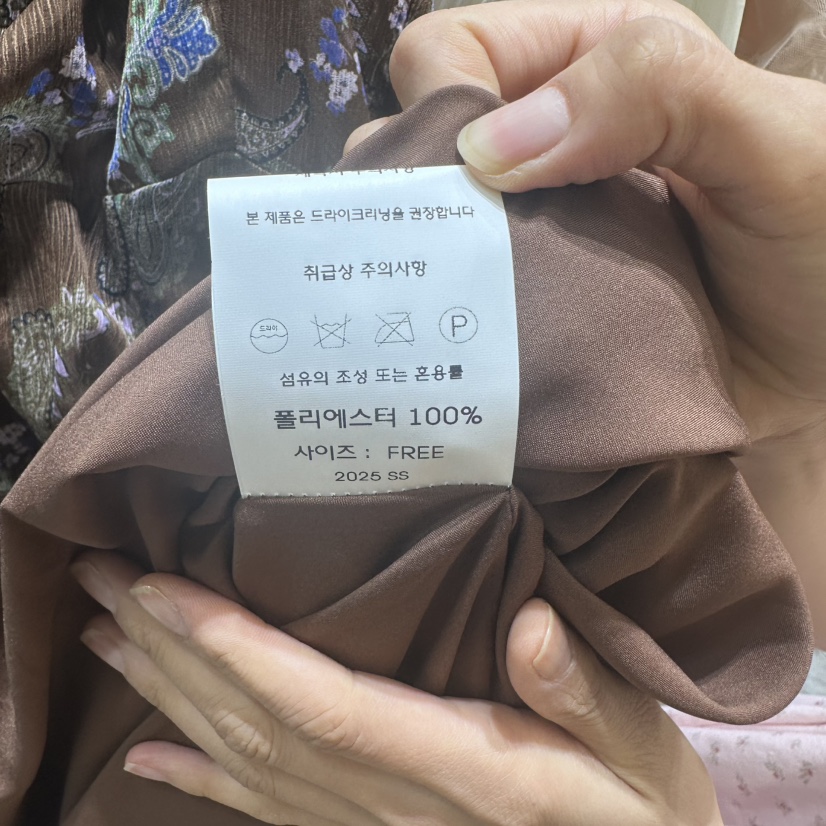 본 제품은 드라이크리닝을 권장합니다
취급상 주의사항
드라이 P
섬유의 조성 또는 혼용률
폴리에스터 100%
사이즈 : FREE
2025 SS